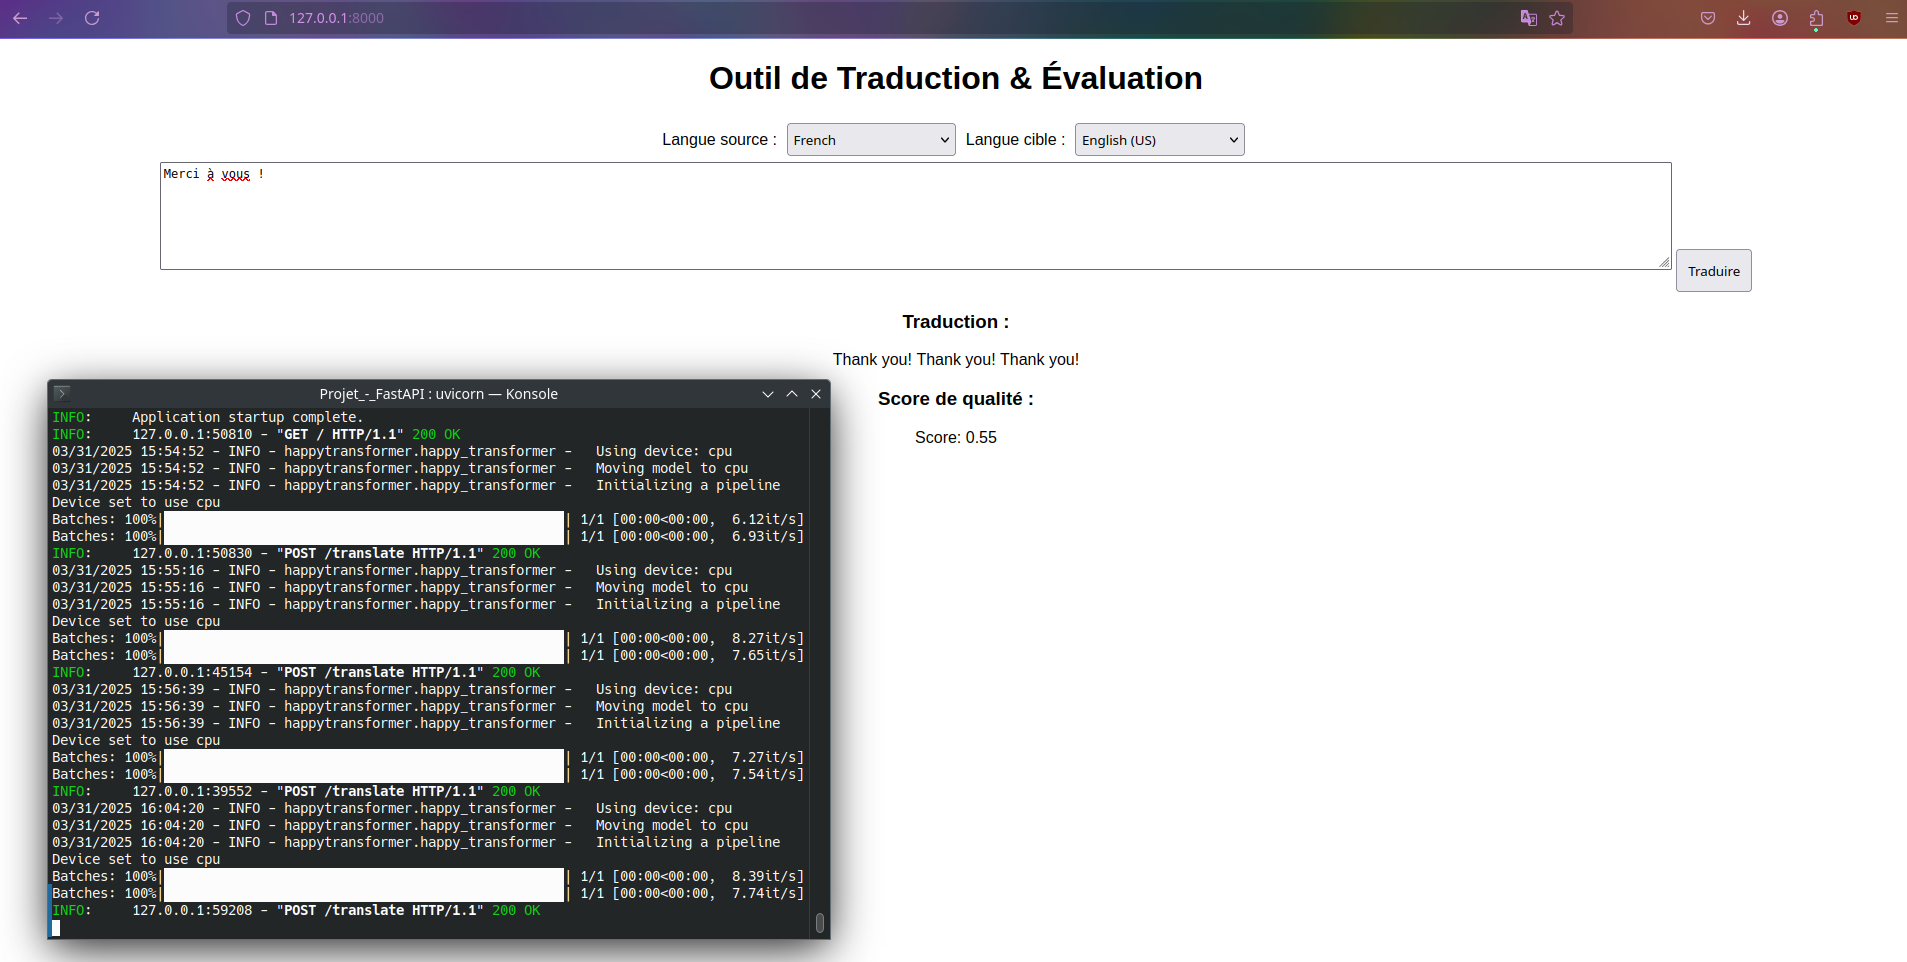 127.0.0.1:8000
Outil de Traduction & Évaluation
Langue source : French Langue cible : English (US)
Merci à vous !
Traduire
Traduction :
Thank you! Thank you! Thank you!
Score de qualité :
Score: 0.55
Projet_-_FastAPI : uvicorn — Konsole
INFO:     Application startup complete.
INFO:     127.0.0.1:50810 - "GET / HTTP/1.1" 200 OK
03/31/2025 15:54:52 - INFO - happytransformer.happy_transformer -   Using device: cpu
03/31/2025 15:54:52 - INFO - happytransformer.happy_transformer -   Moving model to cpu
03/31/2025 15:54:52 - INFO - happytransformer.happy_transformer -   Initializing a pipeline
Device set to use cpu
Batches: 100%| | 1/1 [00:00<00:00,  6.12it/s]
Batches: 100%| | 1/1 [00:00<00:00,  6.93it/s]
INFO:     127.0.0.1:50830 - "POST /translate HTTP/1.1" 200 OK
03/31/2025 15:55:16 - INFO - happytransformer.happy_transformer -   Using device: cpu
03/31/2025 15:55:16 - INFO - happytransformer.happy_transformer -   Moving model to cpu
03/31/2025 15:55:16 - INFO - happytransformer.happy_transformer -   Initializing a pipeline
Device set to use cpu
Batches: 100%| | 1/1 [00:00<00:00,  8.27it/s]
Batches: 100%| | 1/1 [00:00<00:00,  7.65it/s]
INFO:     127.0.0.1:45154 - "POST /translate HTTP/1.1" 200 OK
03/31/2025 15:56:39 - INFO - happytransformer.happy_transformer -   Using device: cpu
03/31/2025 15:56:39 - INFO - happytransformer.happy_transformer -   Moving model to cpu
03/31/2025 15:56:39 - INFO - happytransformer.happy_transformer -   Initializing a pipeline
Device set to use cpu
Batches: 100%| | 1/1 [00:00<00:00,  7.27it/s]
Batches: 100%| | 1/1 [00:00<00:00,  7.54it/s]
INFO:     127.0.0.1:39552 - "POST /translate HTTP/1.1" 200 OK
03/31/2025 16:04:20 - INFO - happytransformer.happy_transformer -   Using device: cpu
03/31/2025 16:04:20 - INFO - happytransformer.happy_transformer -   Moving model to cpu
03/31/2025 16:04:20 - INFO - happytransformer.happy_transformer -   Initializing a pipeline
Device set to use cpu
Batches: 100%| | 1/1 [00:00<00:00,  8.39it/s]
Batches: 100%| | 1/1 [00:00<00:00,  7.74it/s]
INFO:     127.0.0.1:59208 - "POST /translate HTTP/1.1" 200 OK